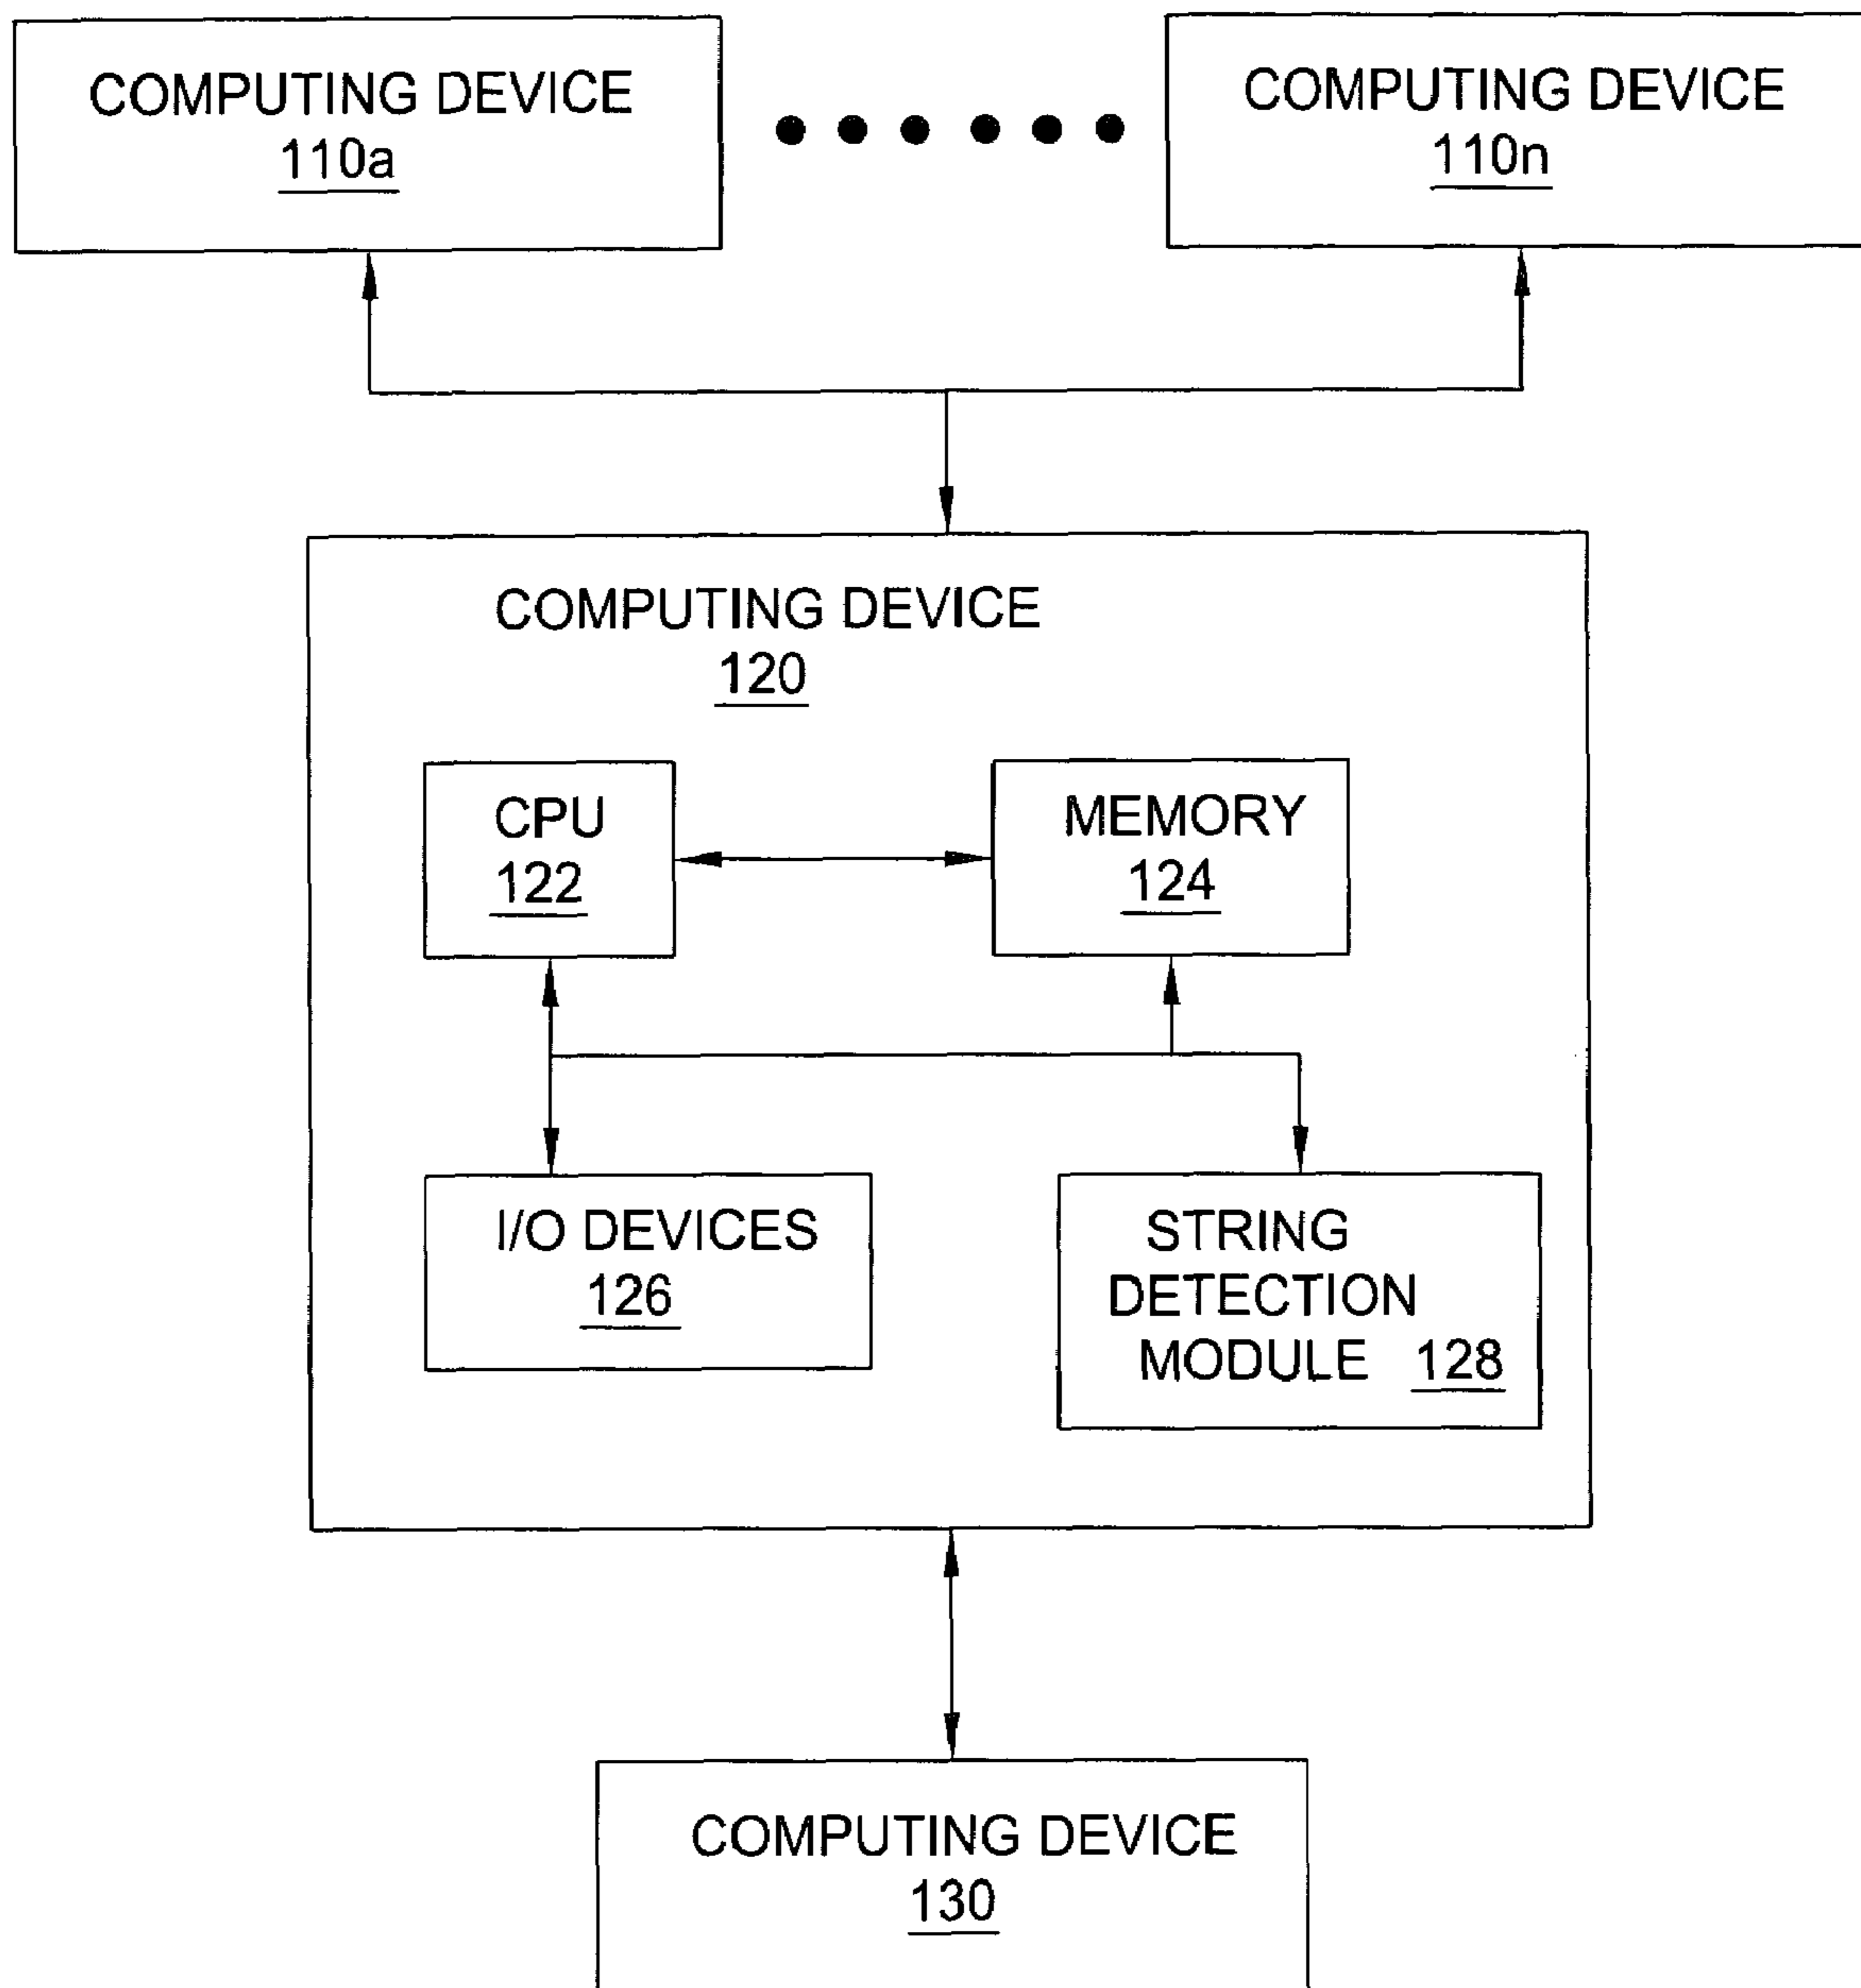 COMPUTING DEVICE
110a
COMPUTING DEVICE
110n
COMPUTING DEVICE
120
CPU
122
MEMORY
124
I/O DEVICES
126
STRING
DETECTION
MODULE 128
COMPUTING DEVICE
130